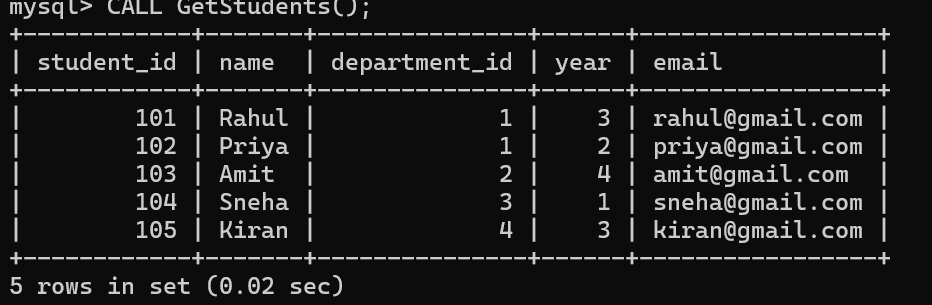 mysql> CALL GetStudents();
+------------+-------+---------------+------+-----------------+
| student_id | name  | department_id | year | email           |
+------------+-------+---------------+------+-----------------+
|        101 | Rahul |             1 |    3 | rahul@gmail.com |
|        102 | Priya |             1 |    2 | priya@gmail.com |
|        103 | Amit  |             2 |    4 | amit@gmail.com  |
|        104 | Sneha |             3 |    1 | sneha@gmail.com |
|        105 | Kiran |             4 |    3 | kiran@gmail.com |
+------------+-------+---------------+------+-----------------+
5 rows in set (0.02 sec)